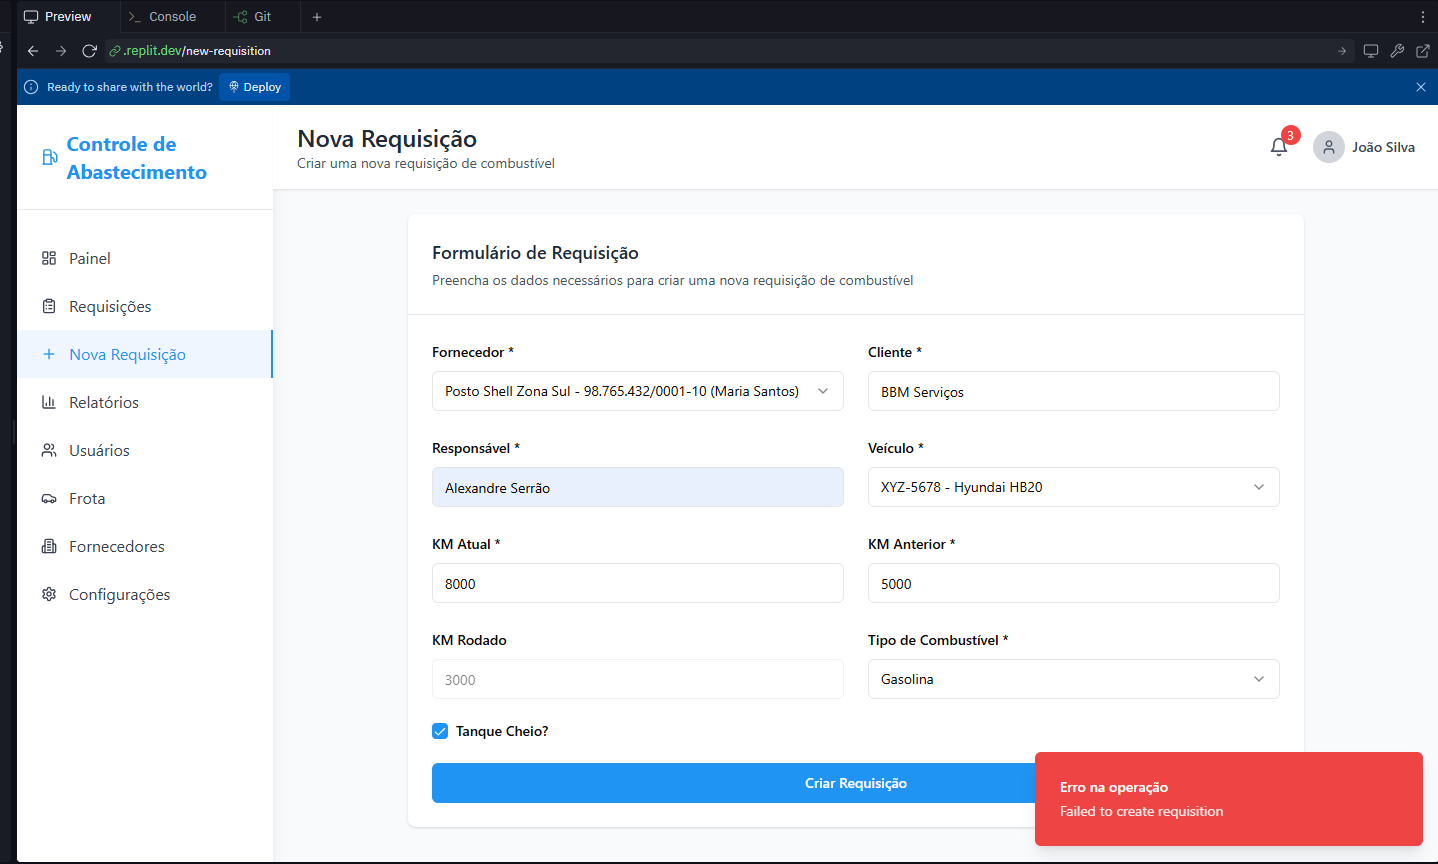 Preview
Console
Git
.replit.dev/new-requisition
Ready to share with the world?
Deploy
Controle de
Abastecimento
Nova Requisição
Criar uma nova requisição de combustível
3
João Silva
Painel
Requisições
Nova Requisição
Relatórios
Usuários
Frota
Fornecedores
Configurações
Formulário de Requisição
Preencha os dados necessários para criar uma nova requisição de combustível
Fornecedor *
Cliente *
Posto Shell Zona Sul - 98.765.432/0001-10 (Maria Santos)
BBM Serviços
Responsável *
Veículo *
Alexandre Serrão
XYZ-5678 - Hyundai HB20
KM Atual *
KM Anterior *
8000
5000
KM Rodado
Tipo de Combustível *
3000
Gasolina
Tanque Cheio?
Criar Requisição
Erro na operação
Failed to create requisition